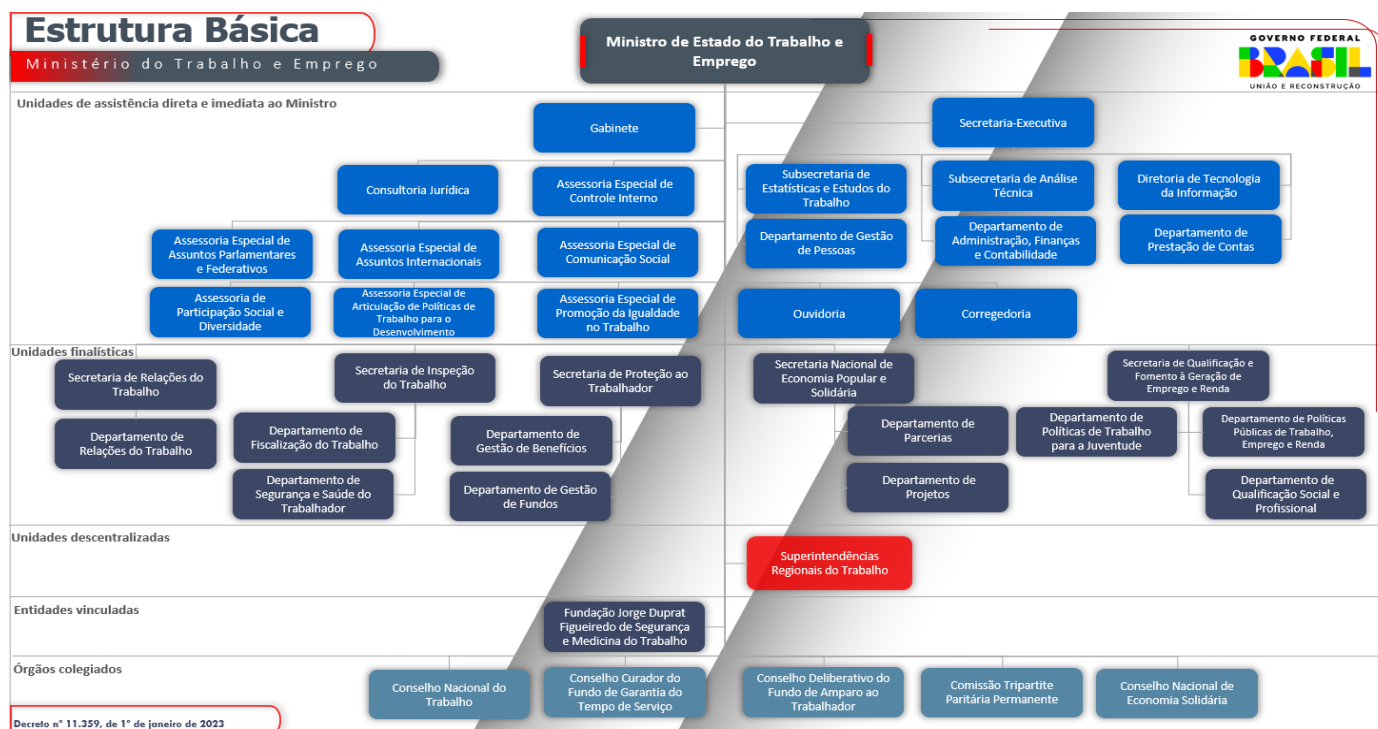 Estrutura Básica
Ministério do Trabalho e Emprego
Ministro de Estado do Trabalho e
Emprego
GOVERNO FEDERAL
BRASIL
UNIÃO E RECONSTRUÇÃO
Unidades de assistência direta e imediata ao Ministro
Gabinete
Secretaria-Executiva
Consultoria Jurídica
Assessoria Especial de
Controle Interno
Subsecretaria de
Estatísticas e Estudos do
Trabalho
Subsecretaria de Análise
Técnica
Diretoria de Tecnologia
da Informação
Assessoria Especial de
Assuntos Parlamentares
e Federativos
Assessoria Especial de
Assuntos Internacionais
Assessoria Especial de
Comunicação Social
Departamento de Gestão
de Pessoas
Departamento de
Administração, Finanças
e Contabilidade
Departamento de
Prestação de Contas
Assessoria de
Participação Social e
Diversidade
Assessoria Especial de
Articulação de Políticas de
Trabalho para o
Desenvolvimento
Assessoria Especial de
Promoção da Igualdade
no Trabalho
Ouvidoria
Corregedoria
Unidades finalísticas
Secretaria de Relações do
Trabalho
Secretaria de Inspeção
do Trabalho
Secretaria de Proteção ao
Trabalhador
Secretaria Nacional de
Economia Popular e
Solidária
Secretaria de Qualificação e
Fomento à Geração de
Emprego e Renda
Departamento de
Relações do Trabalho
Departamento de
Fiscalização do Trabalho
Departamento de
Gestão de Benefícios
Departamento de
Parcerias
Departamento de
Políticas de Trabalho
para a Juventude
Departamento de Políticas
Públicas de Trabalho,
Emprego e Renda
Departamento de
Segurança e Saúde do
Trabalhador
Departamento de Gestão
de Fundos
Departamento de
Projetos
Departamento de
Qualificação Social e
Profissional
Unidades descentralizadas
Superintendências
Regionais do Trabalho
Entidades vinculadas
Fundação Jorge Duprat
Figueiredo de Segurança
e Medicina do Trabalho
Órgãos colegiados
Conselho Nacional do
Trabalho
Conselho Curador do
Fundo de Garantia do
Tempo de Serviço
Conselho Deliberativo do
Fundo de Amparo ao
Trabalhador
Comissão Tripartite
Paritária Permanente
Conselho Nacional de
Economia Solidária
Decreto nº 11.359, de 1º de janeiro de 2023